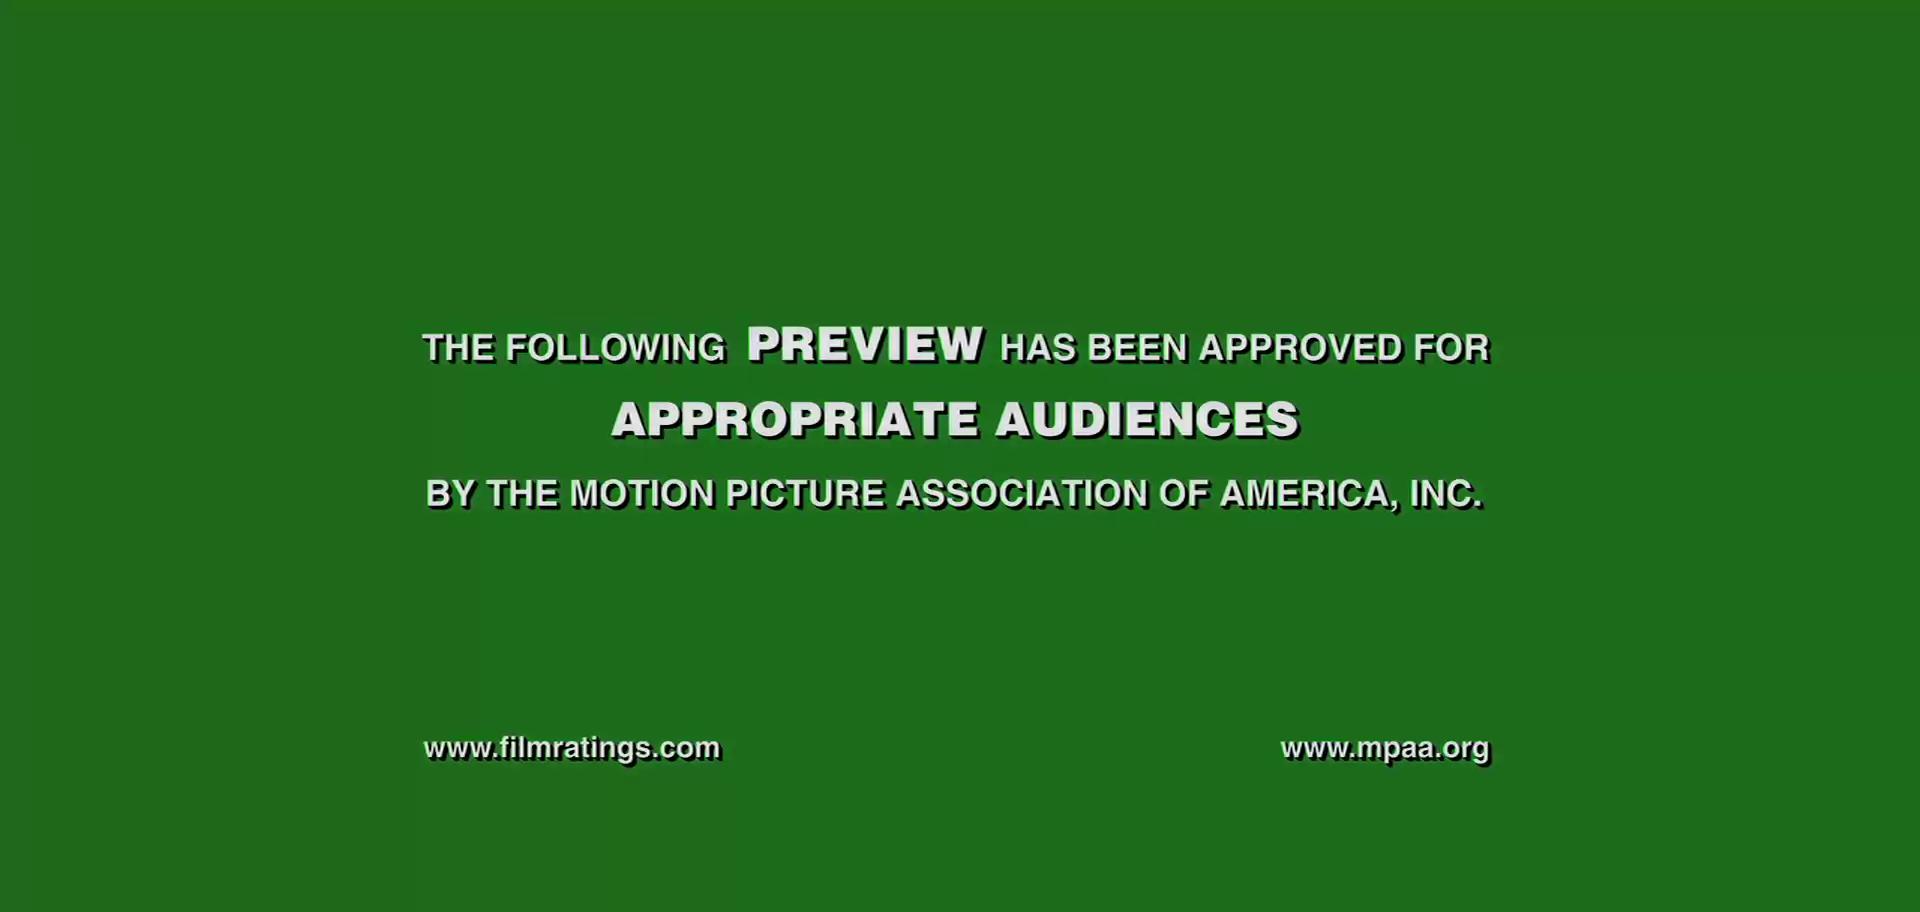 THE FOLLOWING PREVIEW HAS BEEN APPROVED FOR
APPROPRIATE AUDIENCES
BY THE MOTION PICTURE ASSOCIATION OF AMERICA, INC.
www.filmratings.com
www.mpaa.org